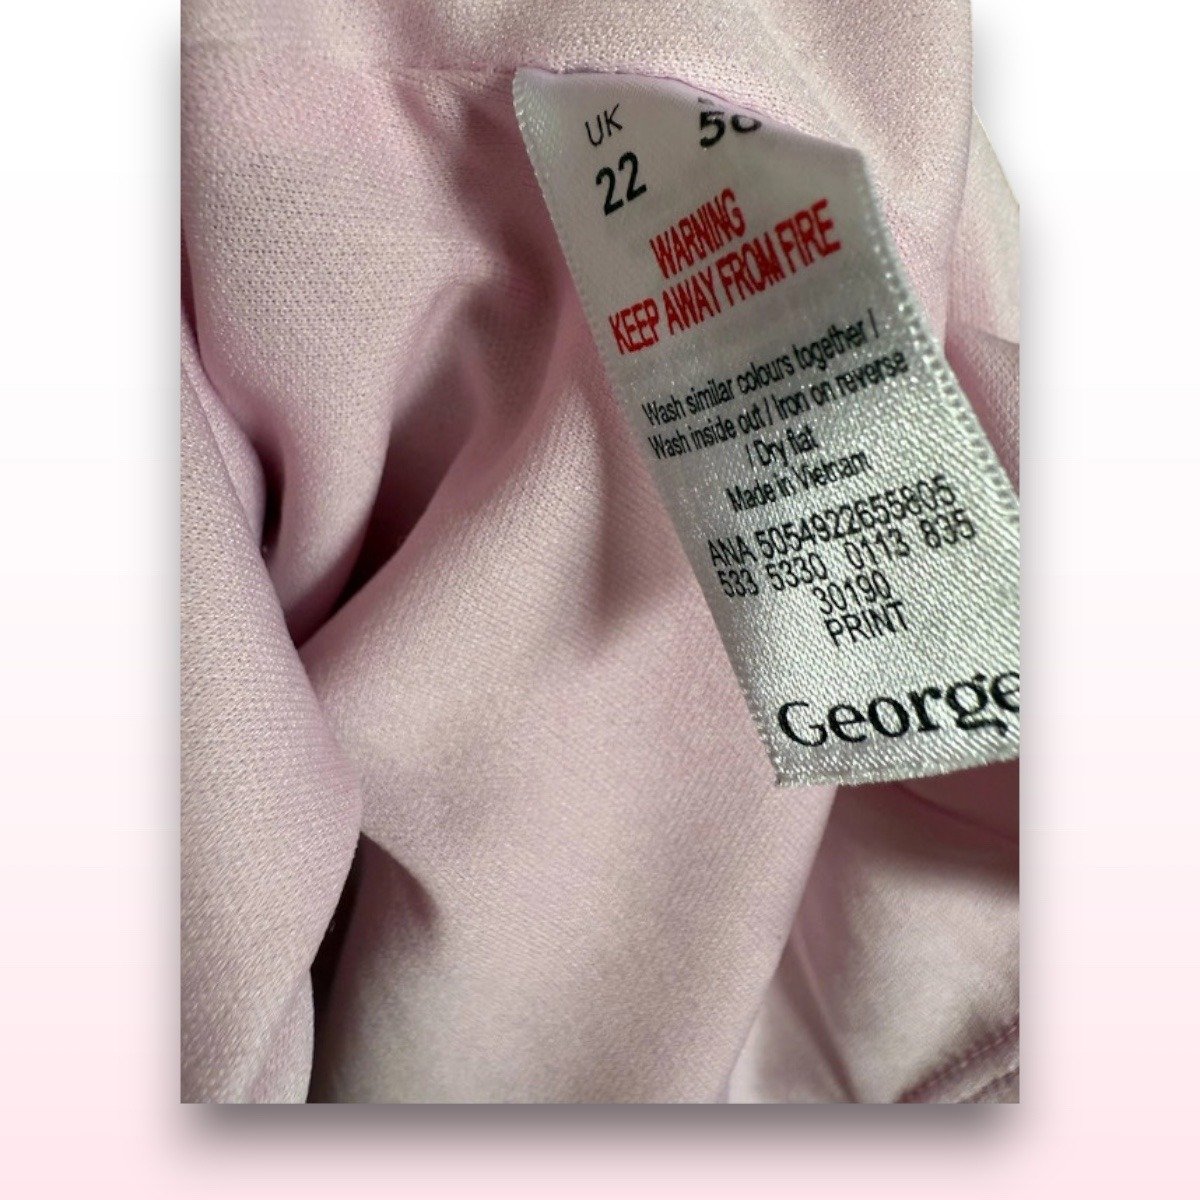 UK
22
WARNING
KEEP AWAY FROM FIRE
Wash similar colours together /
Wash inside out / Iron on reverse
/ Dry flat
Made in Vietnam
ANA 5054922655805
533 5330 0113 835
30190
PRINT
George